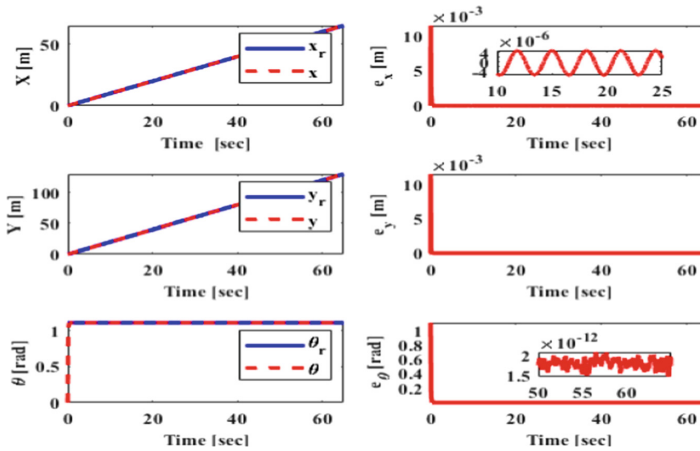 X [m]
50
0
x_r
x
0 20 40 60
Time [sec]
e_x [m]
× 10^-3
10
5
0
× 10^-6
4
0
-4
10 15 20 25
0 20 40 60
Time [sec]
Y [m]
100
50
0
y_r
y
0 20 40 60
Time [sec]
e_y [m]
× 10^-3
10
5
0
0 20 40 60
Time [sec]
θ [rad]
1
0.5
0
θ_r
θ
0 20 40 60
Time [sec]
e_θ [rad]
1
0.8
0.6
0.4
0.2
× 10^-12
2
1.5
50 55 60
0 20 40 60
Time [sec]